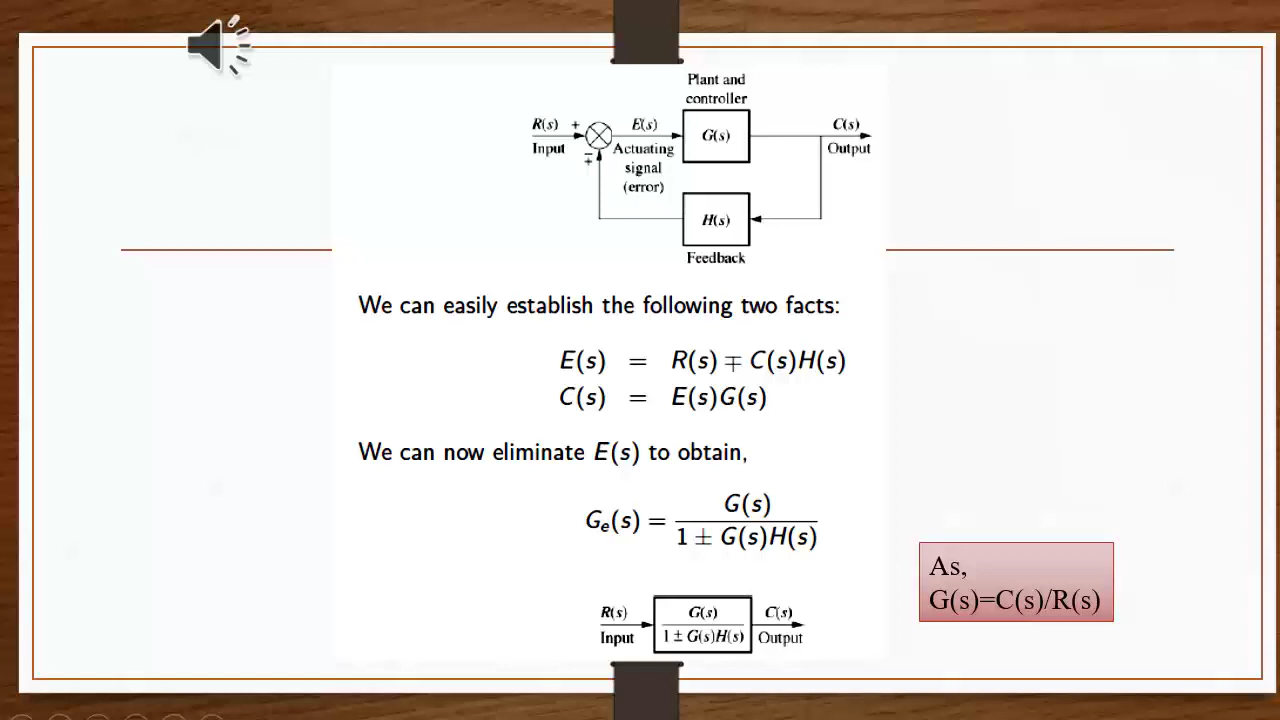 Plant and
controller
R(s) + E(s) G(s) C(s)
Input − + Actuating Output
signal
(error)
H(s)
Feedback
We can easily establish the following two facts:
E(s) = R(s) ∓ C(s)H(s)
C(s) = E(s)G(s)
We can now eliminate E(s) to obtain,
G(s)
Gₑ(s) =
1 ± G(s)H(s)
As,
G(s)=C(s)/R(s)
R(s) G(s) C(s)
Input 1 ± G(s)H(s) Output